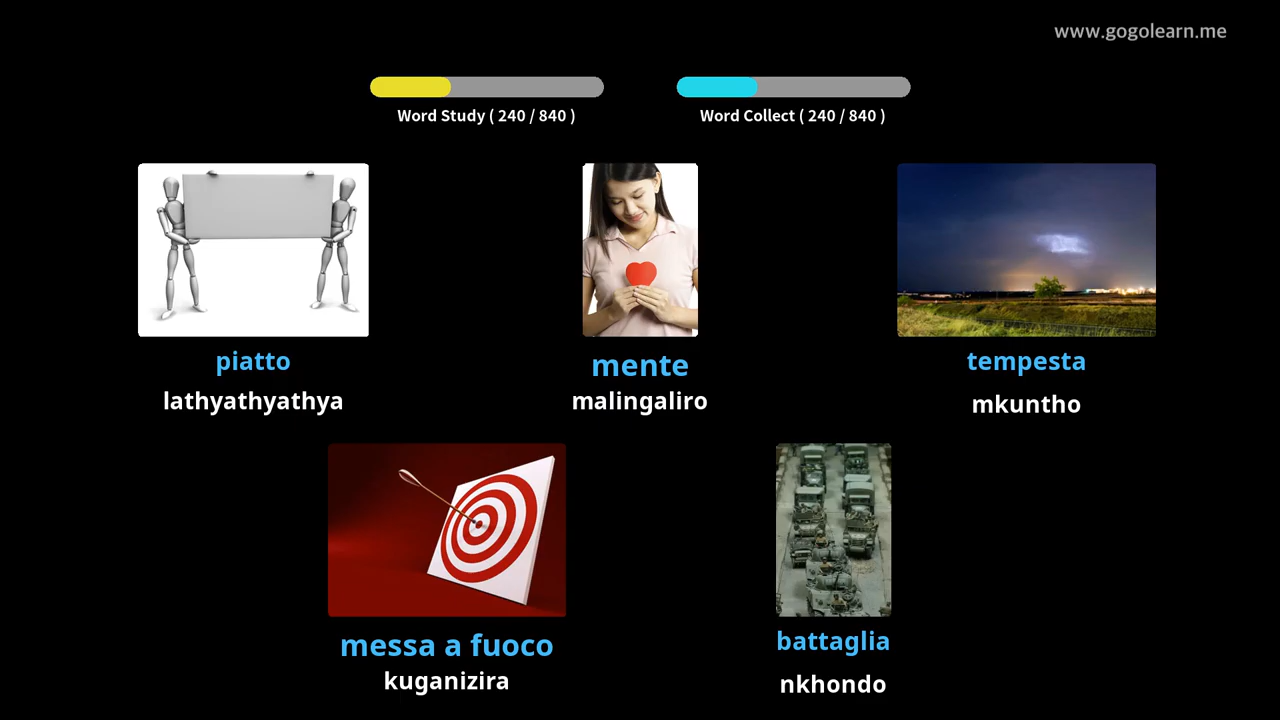 www.gogolearn.me
Word Study ( 240 / 840 )
Word Collect ( 240 / 840 )
piatto
lathyathyathya
mente
malingaliro
tempesta
mkuntho
messa a fuoco
kuganizira
battaglia
nkhondo